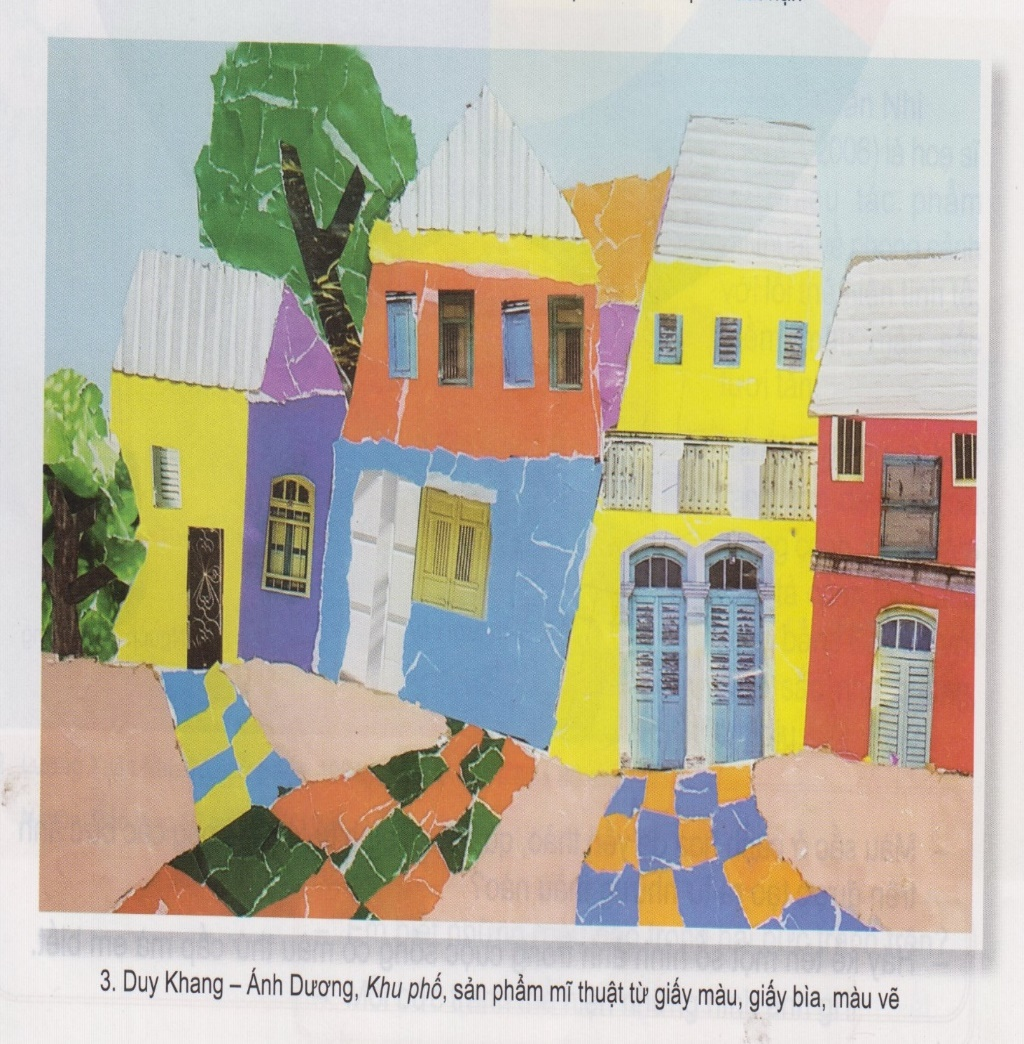 3. Duy Khang – Ánh Dương, Khu phố, sản phẩm mĩ thuật từ giấy màu, giấy bìa, màu vẽ